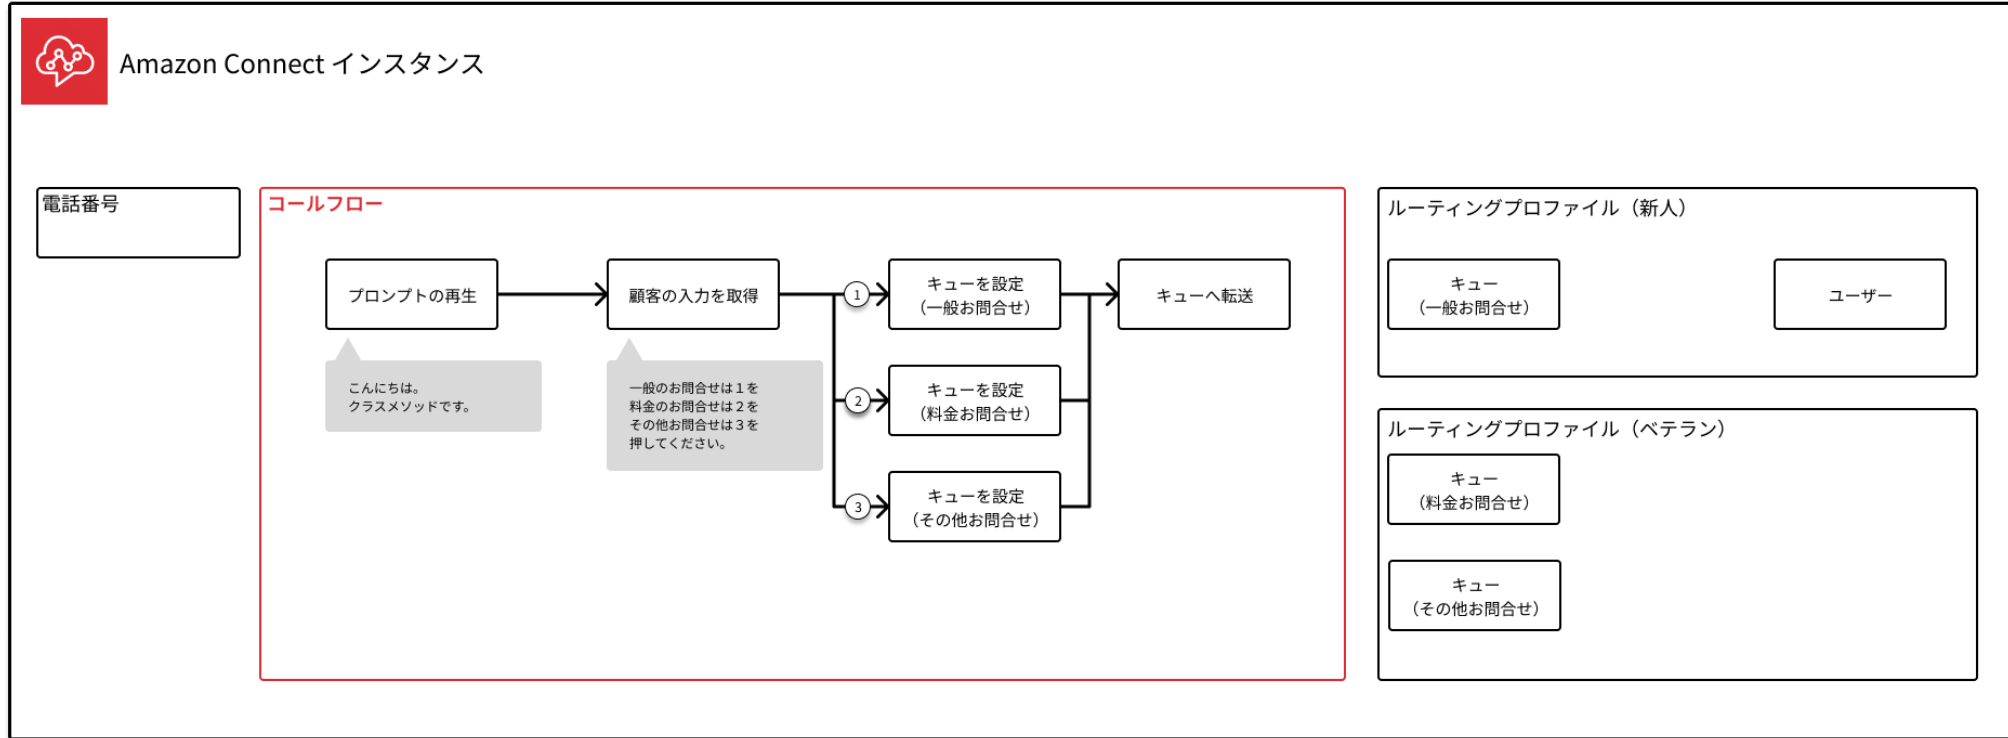 Amazon Connect インスタンス
電話番号
コールフロー
プロンプトの再生
こんにちは。
クラスメソッドです。
顧客の入力を取得
一般のお問合せは１を
料金のお問合せは２を
その他お問合せは３を
押してください。
1
キューを設定
（一般お問合せ）
2
キューを設定
（料金お問合せ）
3
キューを設定
（その他お問合せ）
キューへ転送
ルーティングプロファイル（新人）
キュー
（一般お問合せ）
ユーザー
ルーティングプロファイル（ベテラン）
キュー
（料金お問合せ）
キュー
（その他お問合せ）